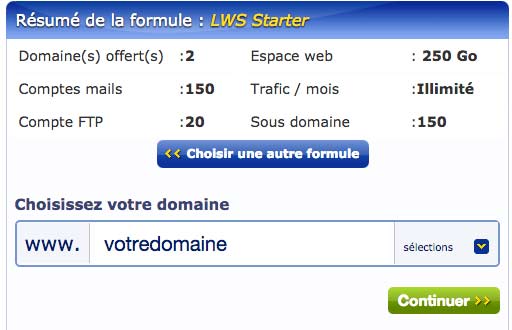 Résumé de la formule : LWS Starter
Domaine(s) offert(s) :2 Espace web : 250 Go
Comptes mails :150 Trafic / mois :Illimité
Compte FTP :20 Sous domaine :150
<< Choisir une autre formule
Choisissez votre domaine
www. votredomaine sélections
Continuer >>